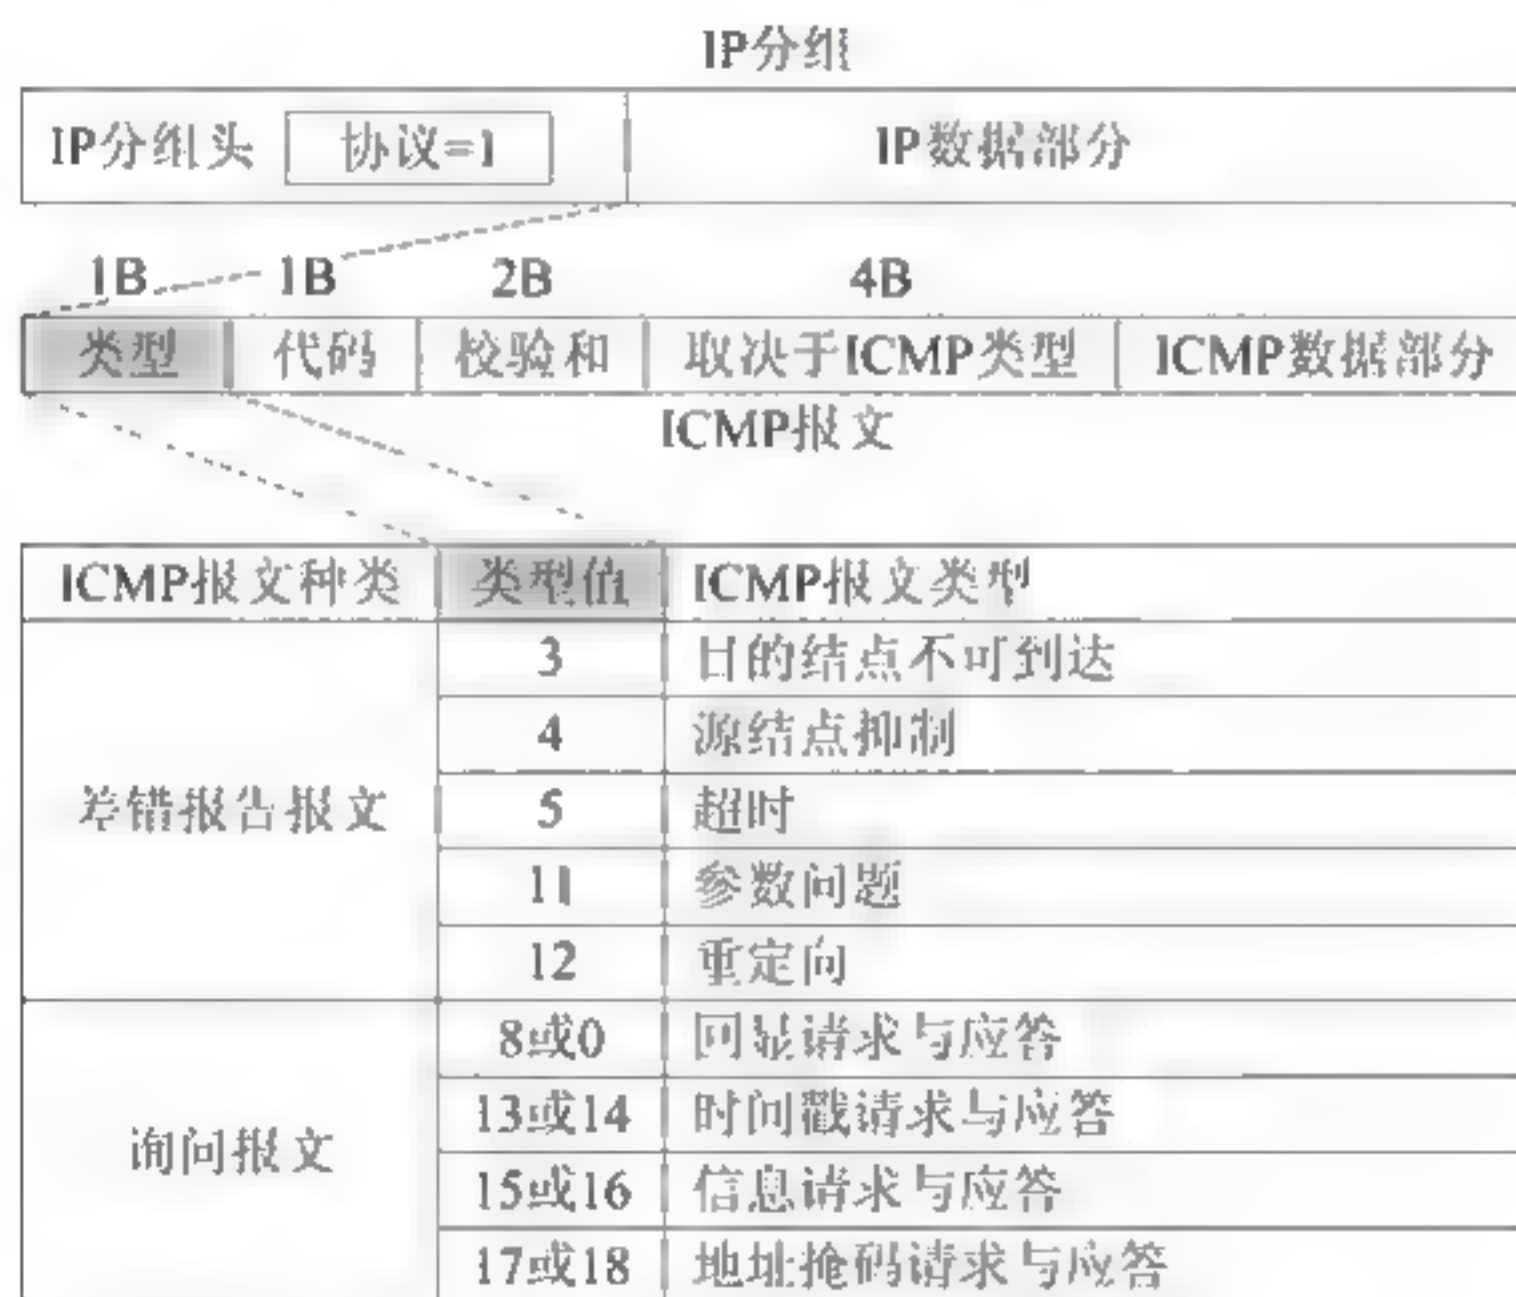 IP分组
IP分组头 协议=1 IP数据部分
1B 1B 2B 4B
类型 代码 校验和 取决于ICMP类型 ICMP数据部分
ICMP报文
ICMP报文种类 类型值 ICMP报文类型
3 目的结点不可到达
4 源结点抑制
差错报告报文 5 超时
11 参数问题
12 重定向
8或0 回显请求与应答
13或14 时间戳请求与应答
询问报文
15或16 信息请求与应答
17或18 地址掩码请求与应答